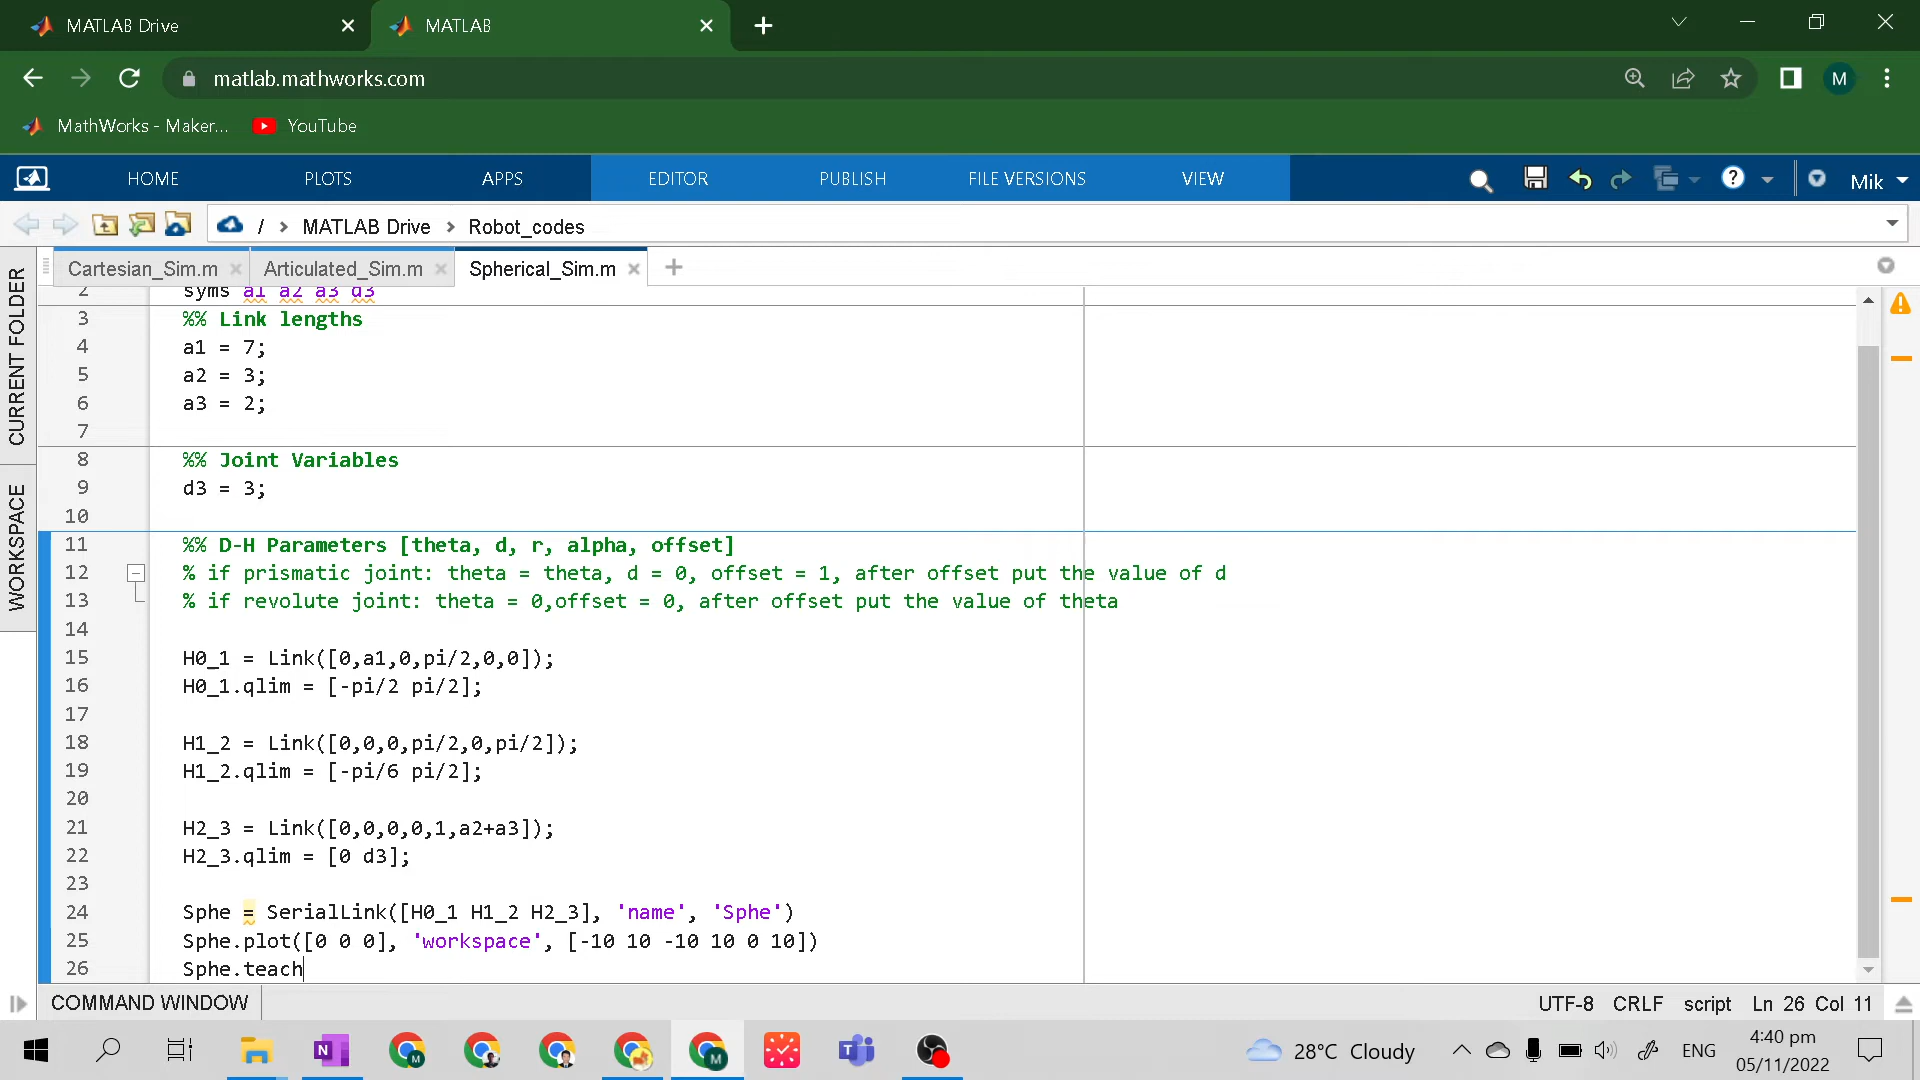 MATLAB Drive
MATLAB
matlab.mathworks.com
M
MathWorks - Maker...
YouTube
HOME
PLOTS
APPS
EDITOR
PUBLISH
FILE VERSIONS
VIEW
Mik
/ > MATLAB Drive > Robot_codes
CURRENT FOLDER
WORKSPACE
Cartesian_Sim.m
Articulated_Sim.m
Spherical_Sim.m
2 syms a1 a2 a3 d3
3 %% Link lengths
4 a1 = 7;
5 a2 = 3;
6 a3 = 2;
7
8 %% Joint Variables
9 d3 = 3;
10
11 %% D-H Parameters [theta, d, r, alpha, offset]
12 % if prismatic joint: theta = theta, d = 0, offset = 1, after offset put the value of d
13 % if revolute joint: theta = 0,offset = 0, after offset put the value of theta
14
15 H0_1 = Link([0,a1,0,pi/2,0,0]);
16 H0_1.qlim = [-pi/2 pi/2];
17
18 H1_2 = Link([0,0,0,pi/2,0,pi/2]);
19 H1_2.qlim = [-pi/6 pi/2];
20
21 H2_3 = Link([0,0,0,0,1,a2+a3]);
22 H2_3.qlim = [0 d3];
23
24 Sphe = SerialLink([H0_1 H1_2 H2_3], 'name', 'Sphe')
25 Sphe.plot([0 0 0], 'workspace', [-10 10 -10 10 0 10])
26 Sphe.teach
COMMAND WINDOW
UTF-8 CRLF script Ln 26 Col 11
28°C Cloudy
ENG
4:40 pm
05/11/2022